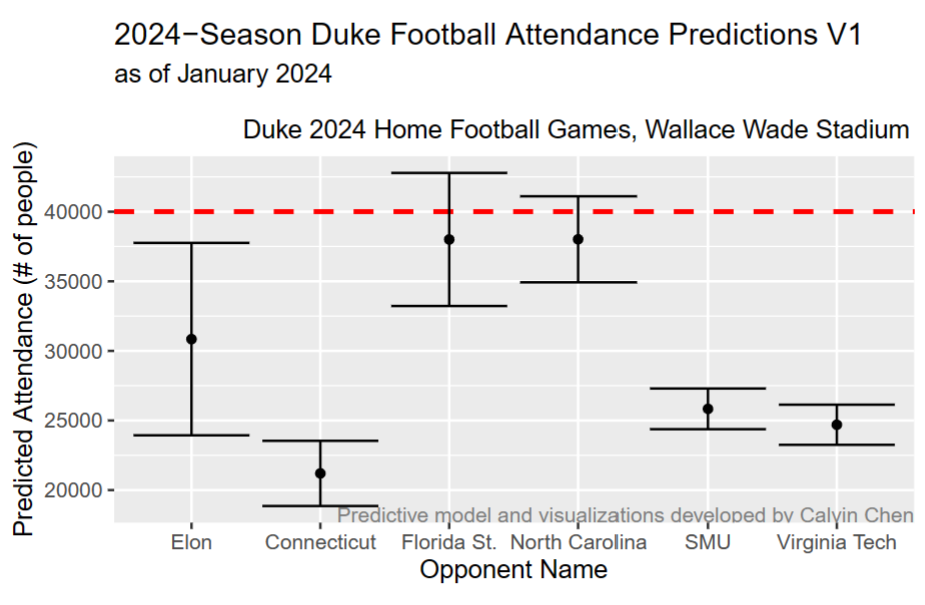 2024−Season Duke Football Attendance Predictions V1
as of January 2024
Duke 2024 Home Football Games, Wallace Wade Stadium
Predicted Attendance (# of people)
40000
35000
30000
25000
20000
Predictive model and visualizations developed by Calvin Chen
Elon Connecticut Florida St. North Carolina SMU Virginia Tech
Opponent Name